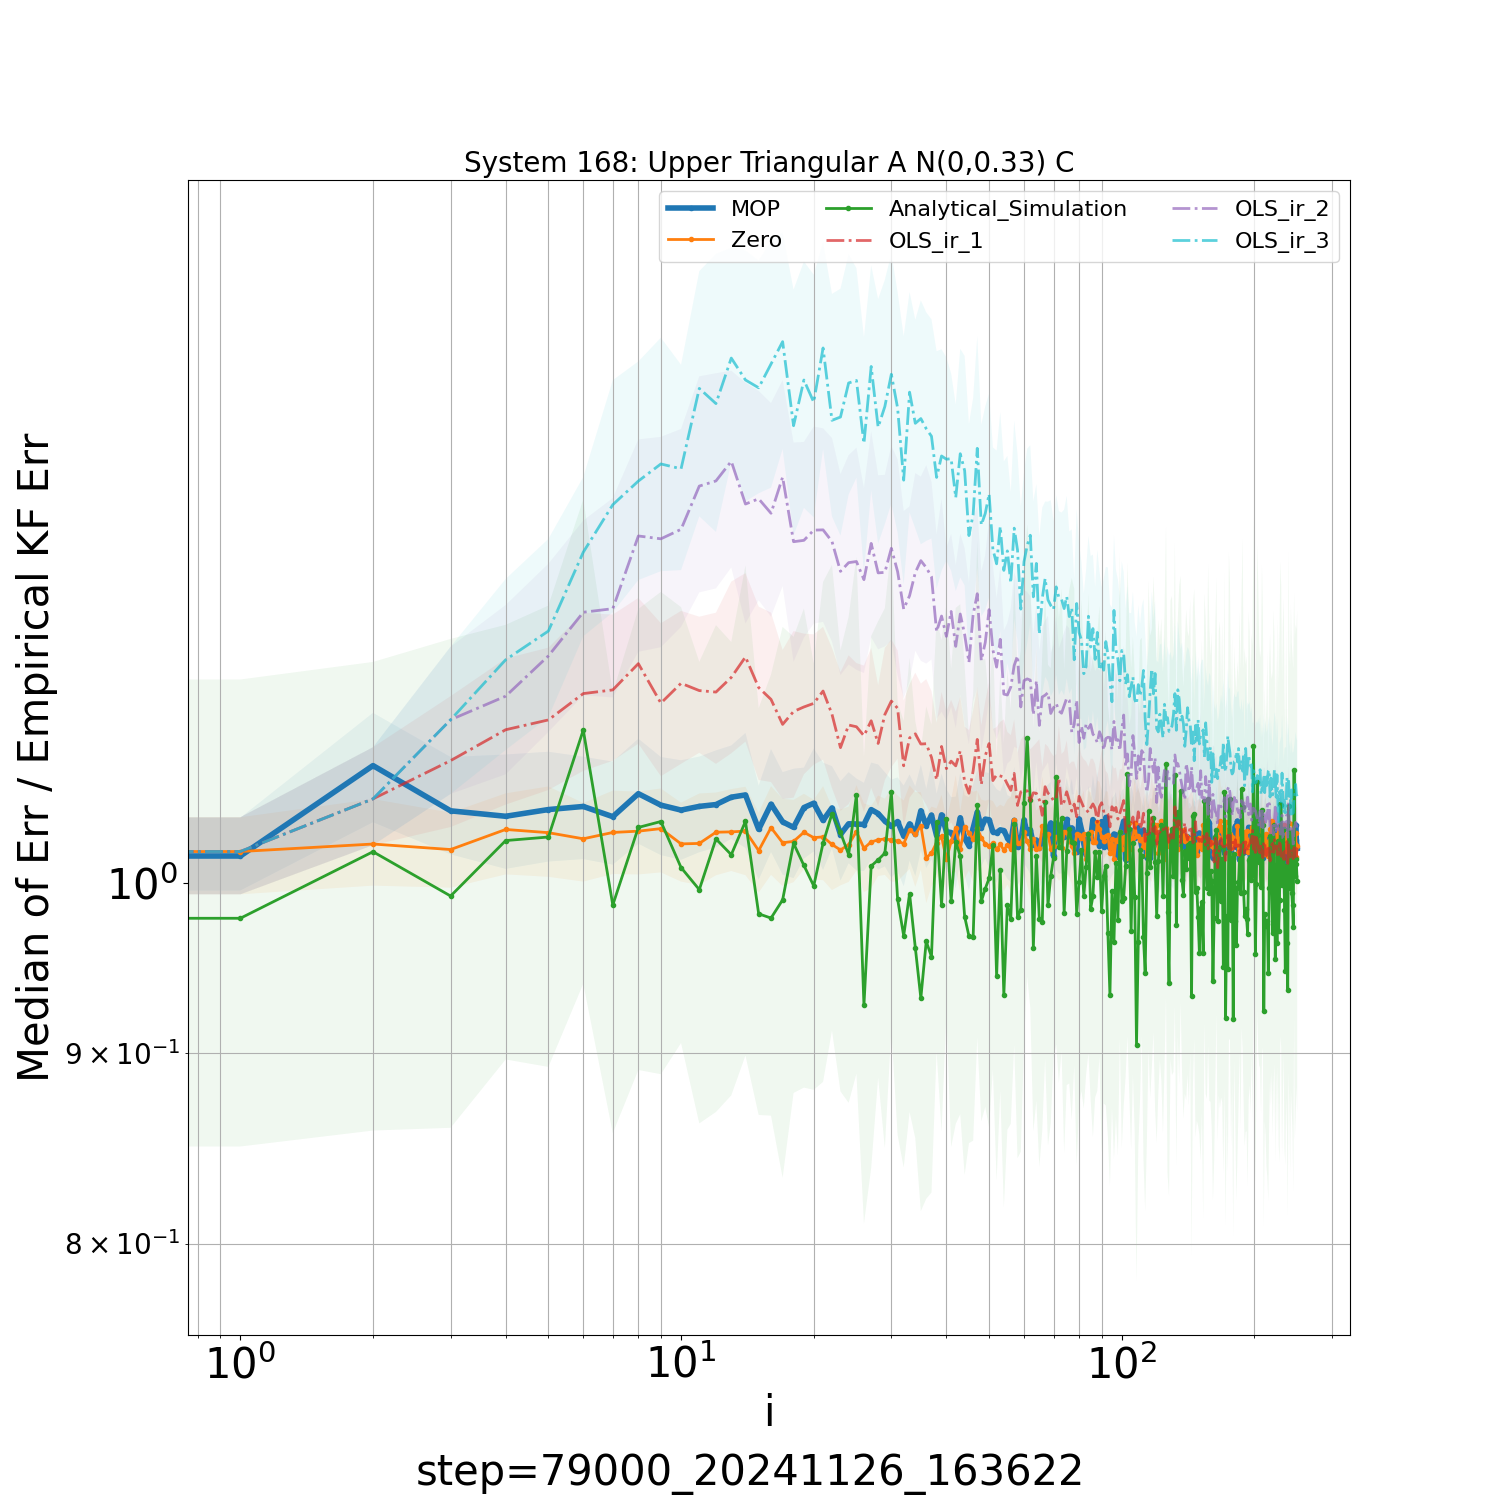 System 168: Upper Triangular A N(0,0.33) C
MOP
Zero
Analytical_Simulation
OLS_ir_1
OLS_ir_2
OLS_ir_3
Median of Err / Empirical KF Err
10⁰
9 × 10⁻¹
8 × 10⁻¹
10⁰
10¹
10²
i
step=79000_20241126_163622